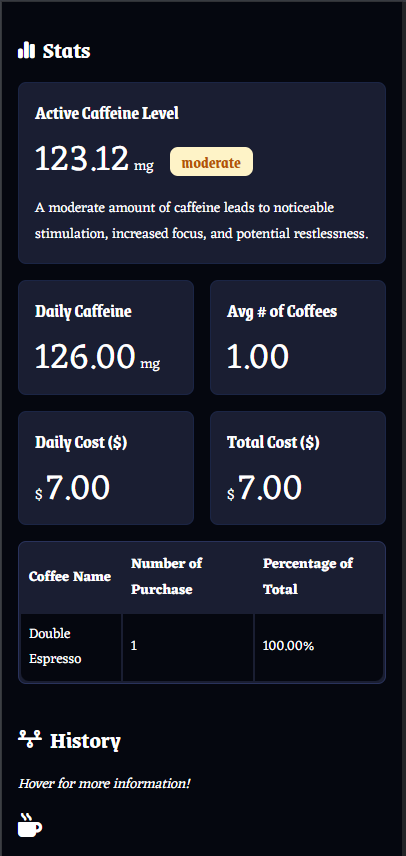 Stats
Active Caffeine Level
123.12 mg moderate
A moderate amount of caffeine leads to noticeable
stimulation, increased focus, and potential restlessness.
Daily Caffeine
126.00 mg
Avg # of Coffees
1.00
Daily Cost ($)
$ 7.00
Total Cost ($)
$ 7.00
Coffee Name
Number of
Purchase
Percentage of
Total
Double
Espresso
1
100.00%
History
Hover for more information!